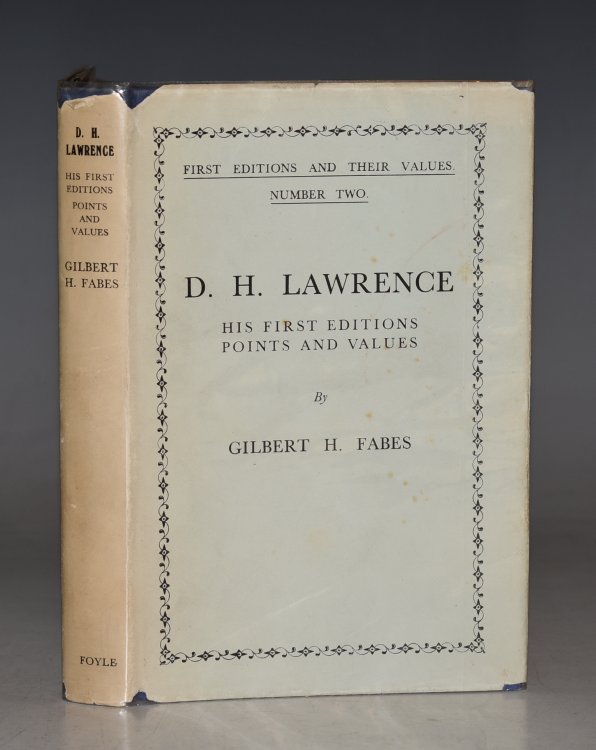 D. H.
LAWRENCE
HIS FIRST
EDITIONS
POINTS
AND
VALUES
GILBERT
H. FABES
FOYLE
FIRST EDITIONS AND THEIR VALUES.
NUMBER TWO.
D. H. LAWRENCE
HIS FIRST EDITIONS
POINTS AND VALUES
By
GILBERT H. FABES